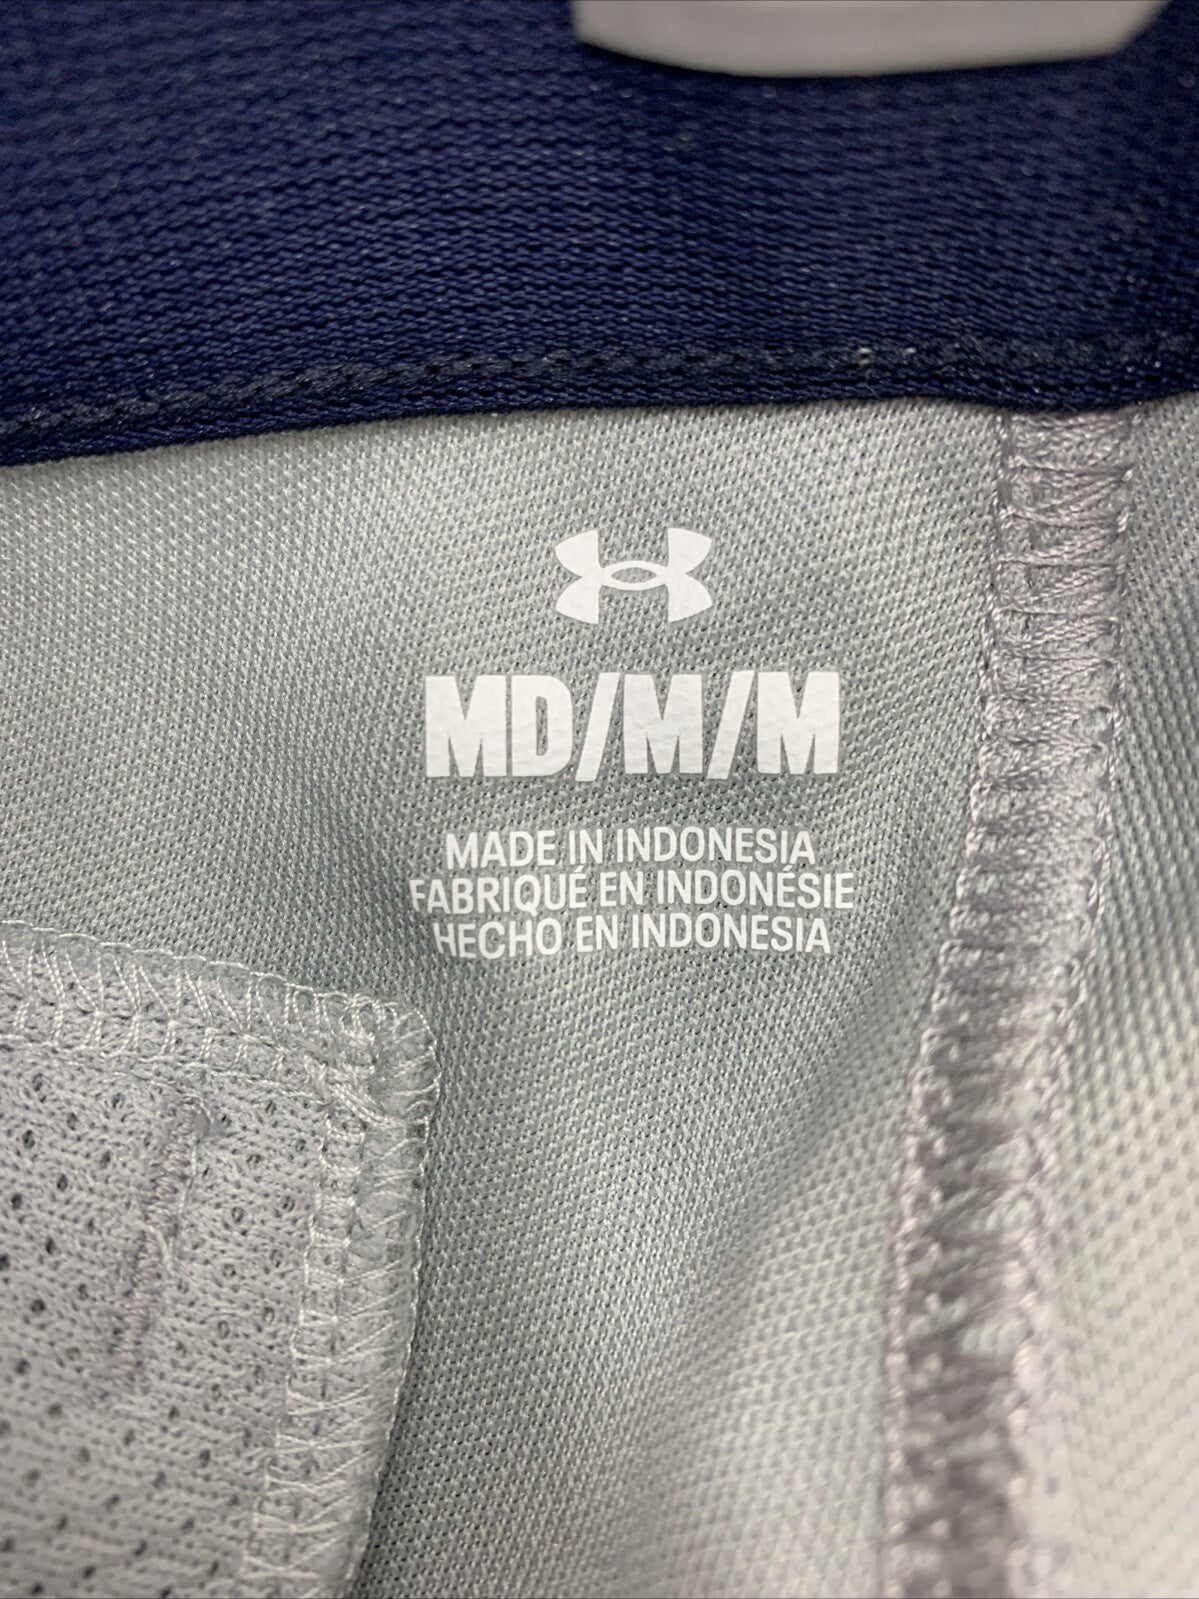 MD/M/M
MADE IN INDONESIA
FABRIQUÉ EN INDONÉSIE
HECHO EN INDONESIA